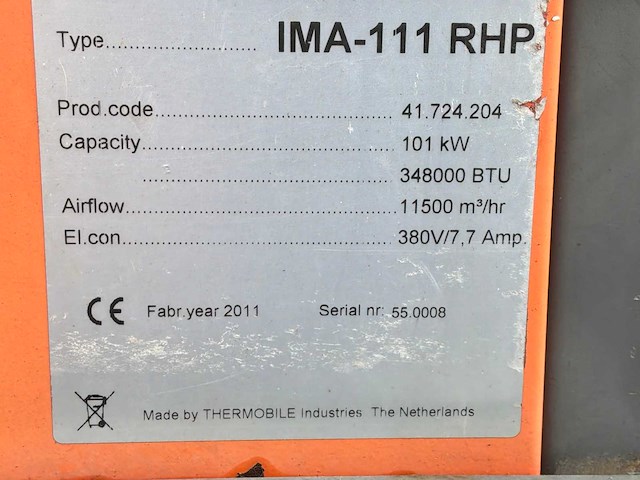 Type.......................... IMA-111 RHP
Prod.code......................................... 41.724.204
Capacity........................................... 101 kW
.......................................... 348000 BTU
Airflow.............................................. 11500 m³/hr
El.con.............................................. 380V/7,7 Amp.
CE Fabr.year 2011 Serial nr: 55.0008
Made by THERMOBILE Industries The Netherlands